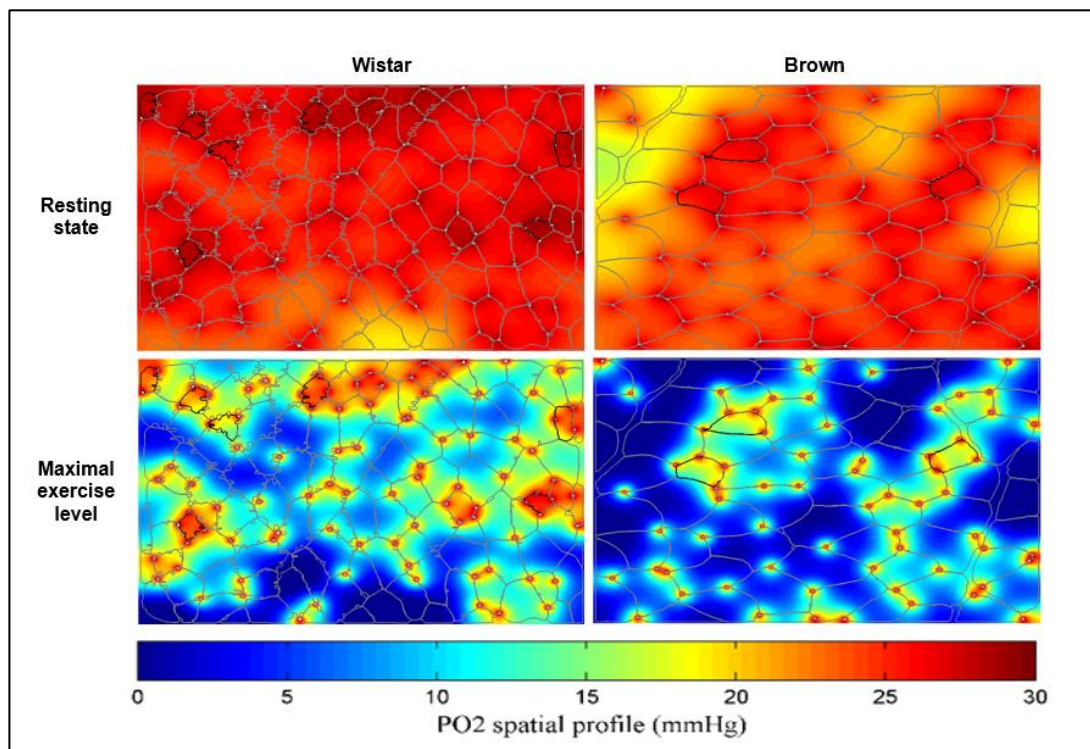 Wistar
Brown
Resting
state
Maximal
exercise
level
0 5 10 15 20 25 30
PO2 spatial profile (mmHg)